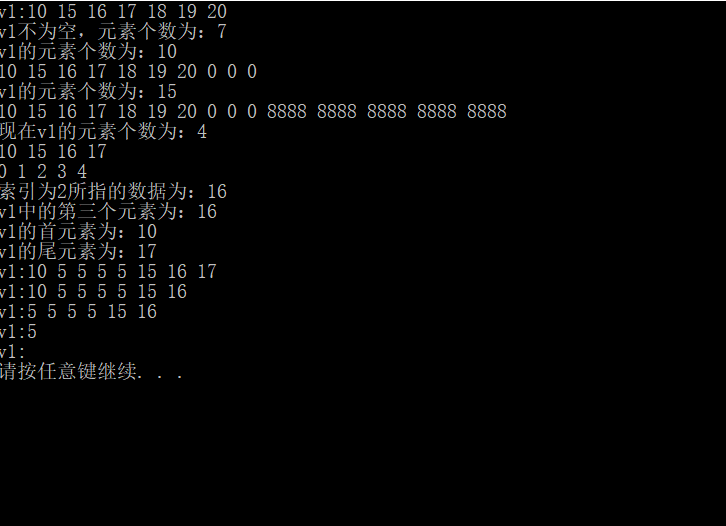 v1:10 15 16 17 18 19 20
v1不为空，元素个数为：7
v1的元素个数为：10
10 15 16 17 18 19 20 0 0 0
v1的元素个数为：15
10 15 16 17 18 19 20 0 0 0 8888 8888 8888 8888 8888
现在v1的元素个数为：4
10 15 16 17
0 1 2 3 4
索引为2所指的数据为：16
v1中的第三个元素为：16
v1的首元素为：10
v1的尾元素为：17
v1:10 5 5 5 5 15 16 17
v1:10 5 5 5 5 15 16
v1:5 5 5 5 15 16
v1:5
v1:
请按任意键继续. . .